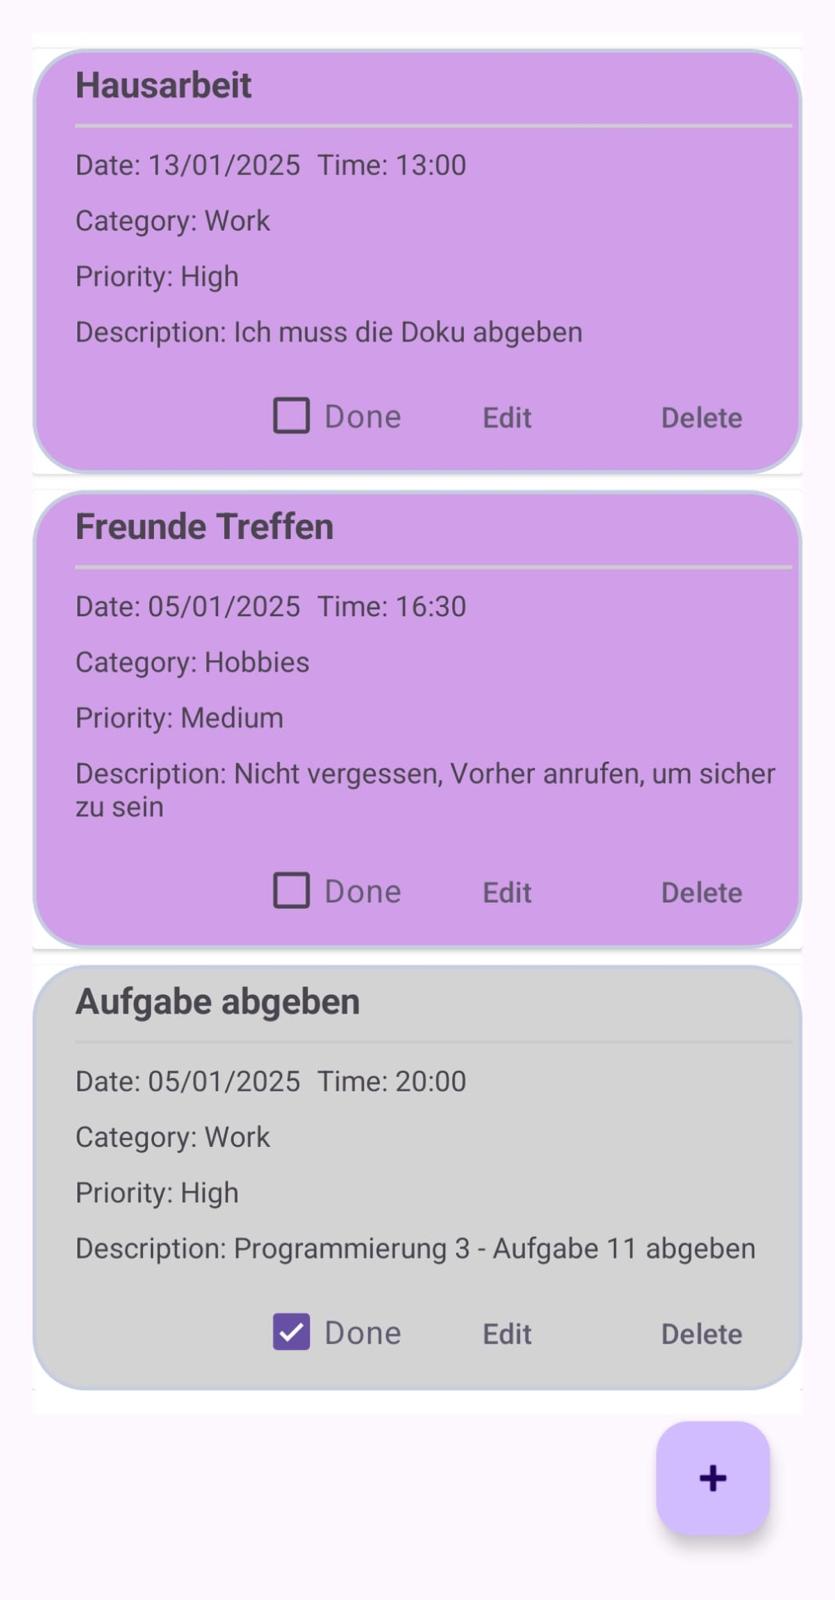 Hausarbeit
Date: 13/01/2025 Time: 13:00
Category: Work
Priority: High
Description: Ich muss die Doku abgeben
Done Edit Delete
Freunde Treffen
Date: 05/01/2025 Time: 16:30
Category: Hobbies
Priority: Medium
Description: Nicht vergessen, Vorher anrufen, um sicher
zu sein
Done Edit Delete
Aufgabe abgeben
Date: 05/01/2025 Time: 20:00
Category: Work
Priority: High
Description: Programmierung 3 - Aufgabe 11 abgeben
Done Edit Delete
+